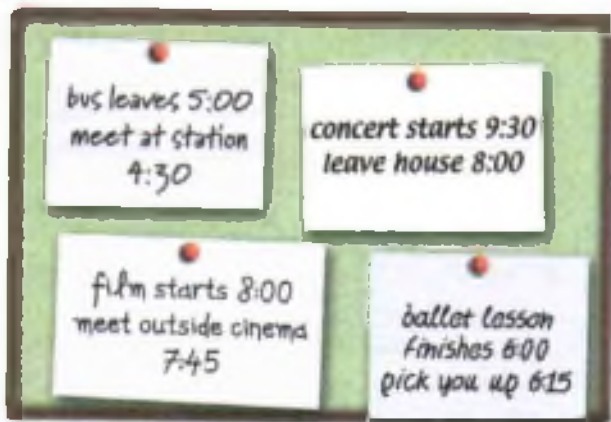 bus leaves 5:00
meet at station
4:30
concert starts 9:30
leave house 8:00
film starts 8:00
meet outside cinema
7:45
ballet lesson
finishes 6:00
pick you up 6:15